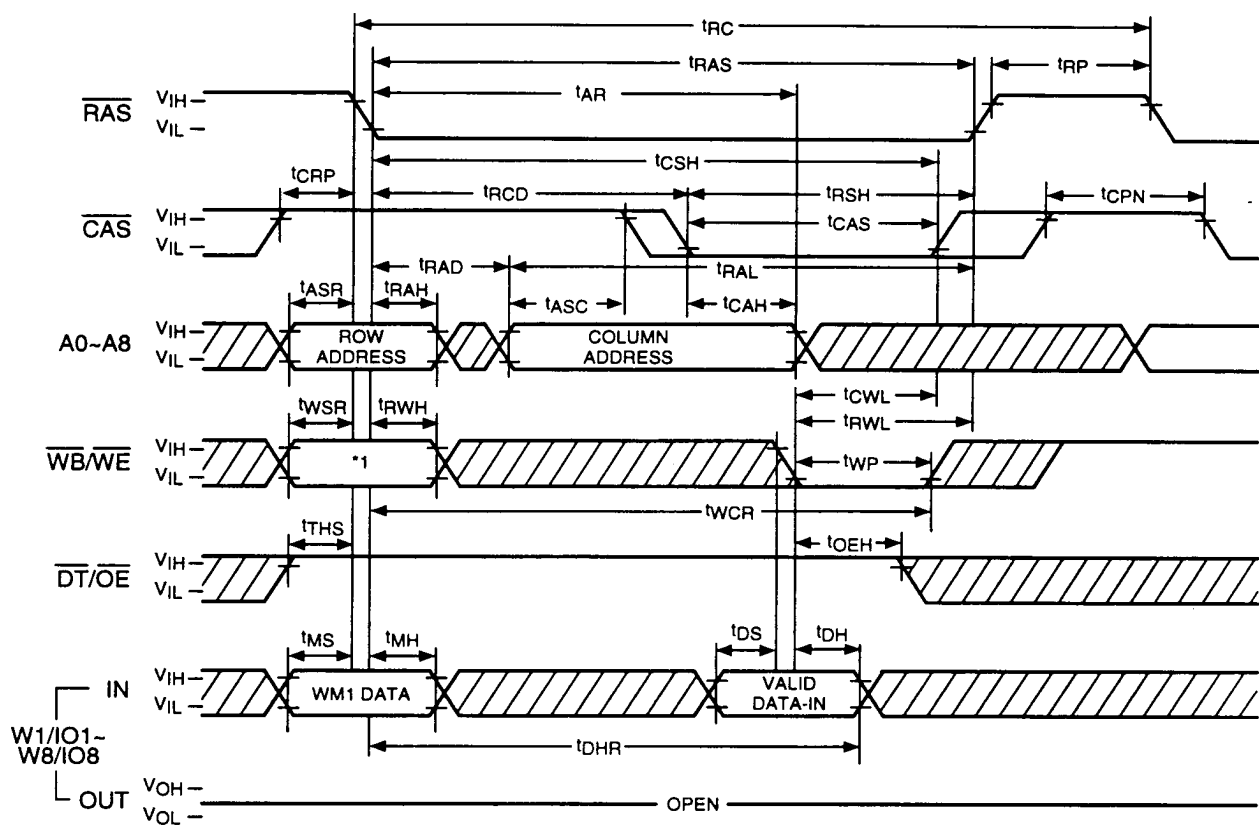 tRC
tRAS
tRP
tAR
RAS
VIH
VIL
tCSH
tCRP
tRCD
tRSH
tCPN
CAS
VIH
VIL
tCAS
tRAD
tRAL
tASR
tRAH
tASC
tCAH
A0~A8
VIH
VIL
ROW
ADDRESS
COLUMN
ADDRESS
tWSR
tRWH
tCWL
tRWL
WB/WE
VIH
VIL
*1
tWP
tWCR
tTHS
tOEH
DT/OE
VIH
VIL
tMS
tMH
tDS
tDH
IN
VIH
VIL
WM1 DATA
VALID
DATA-IN
W1/IO1~
W8/IO8
tDHR
OUT
VOH
VOL
OPEN